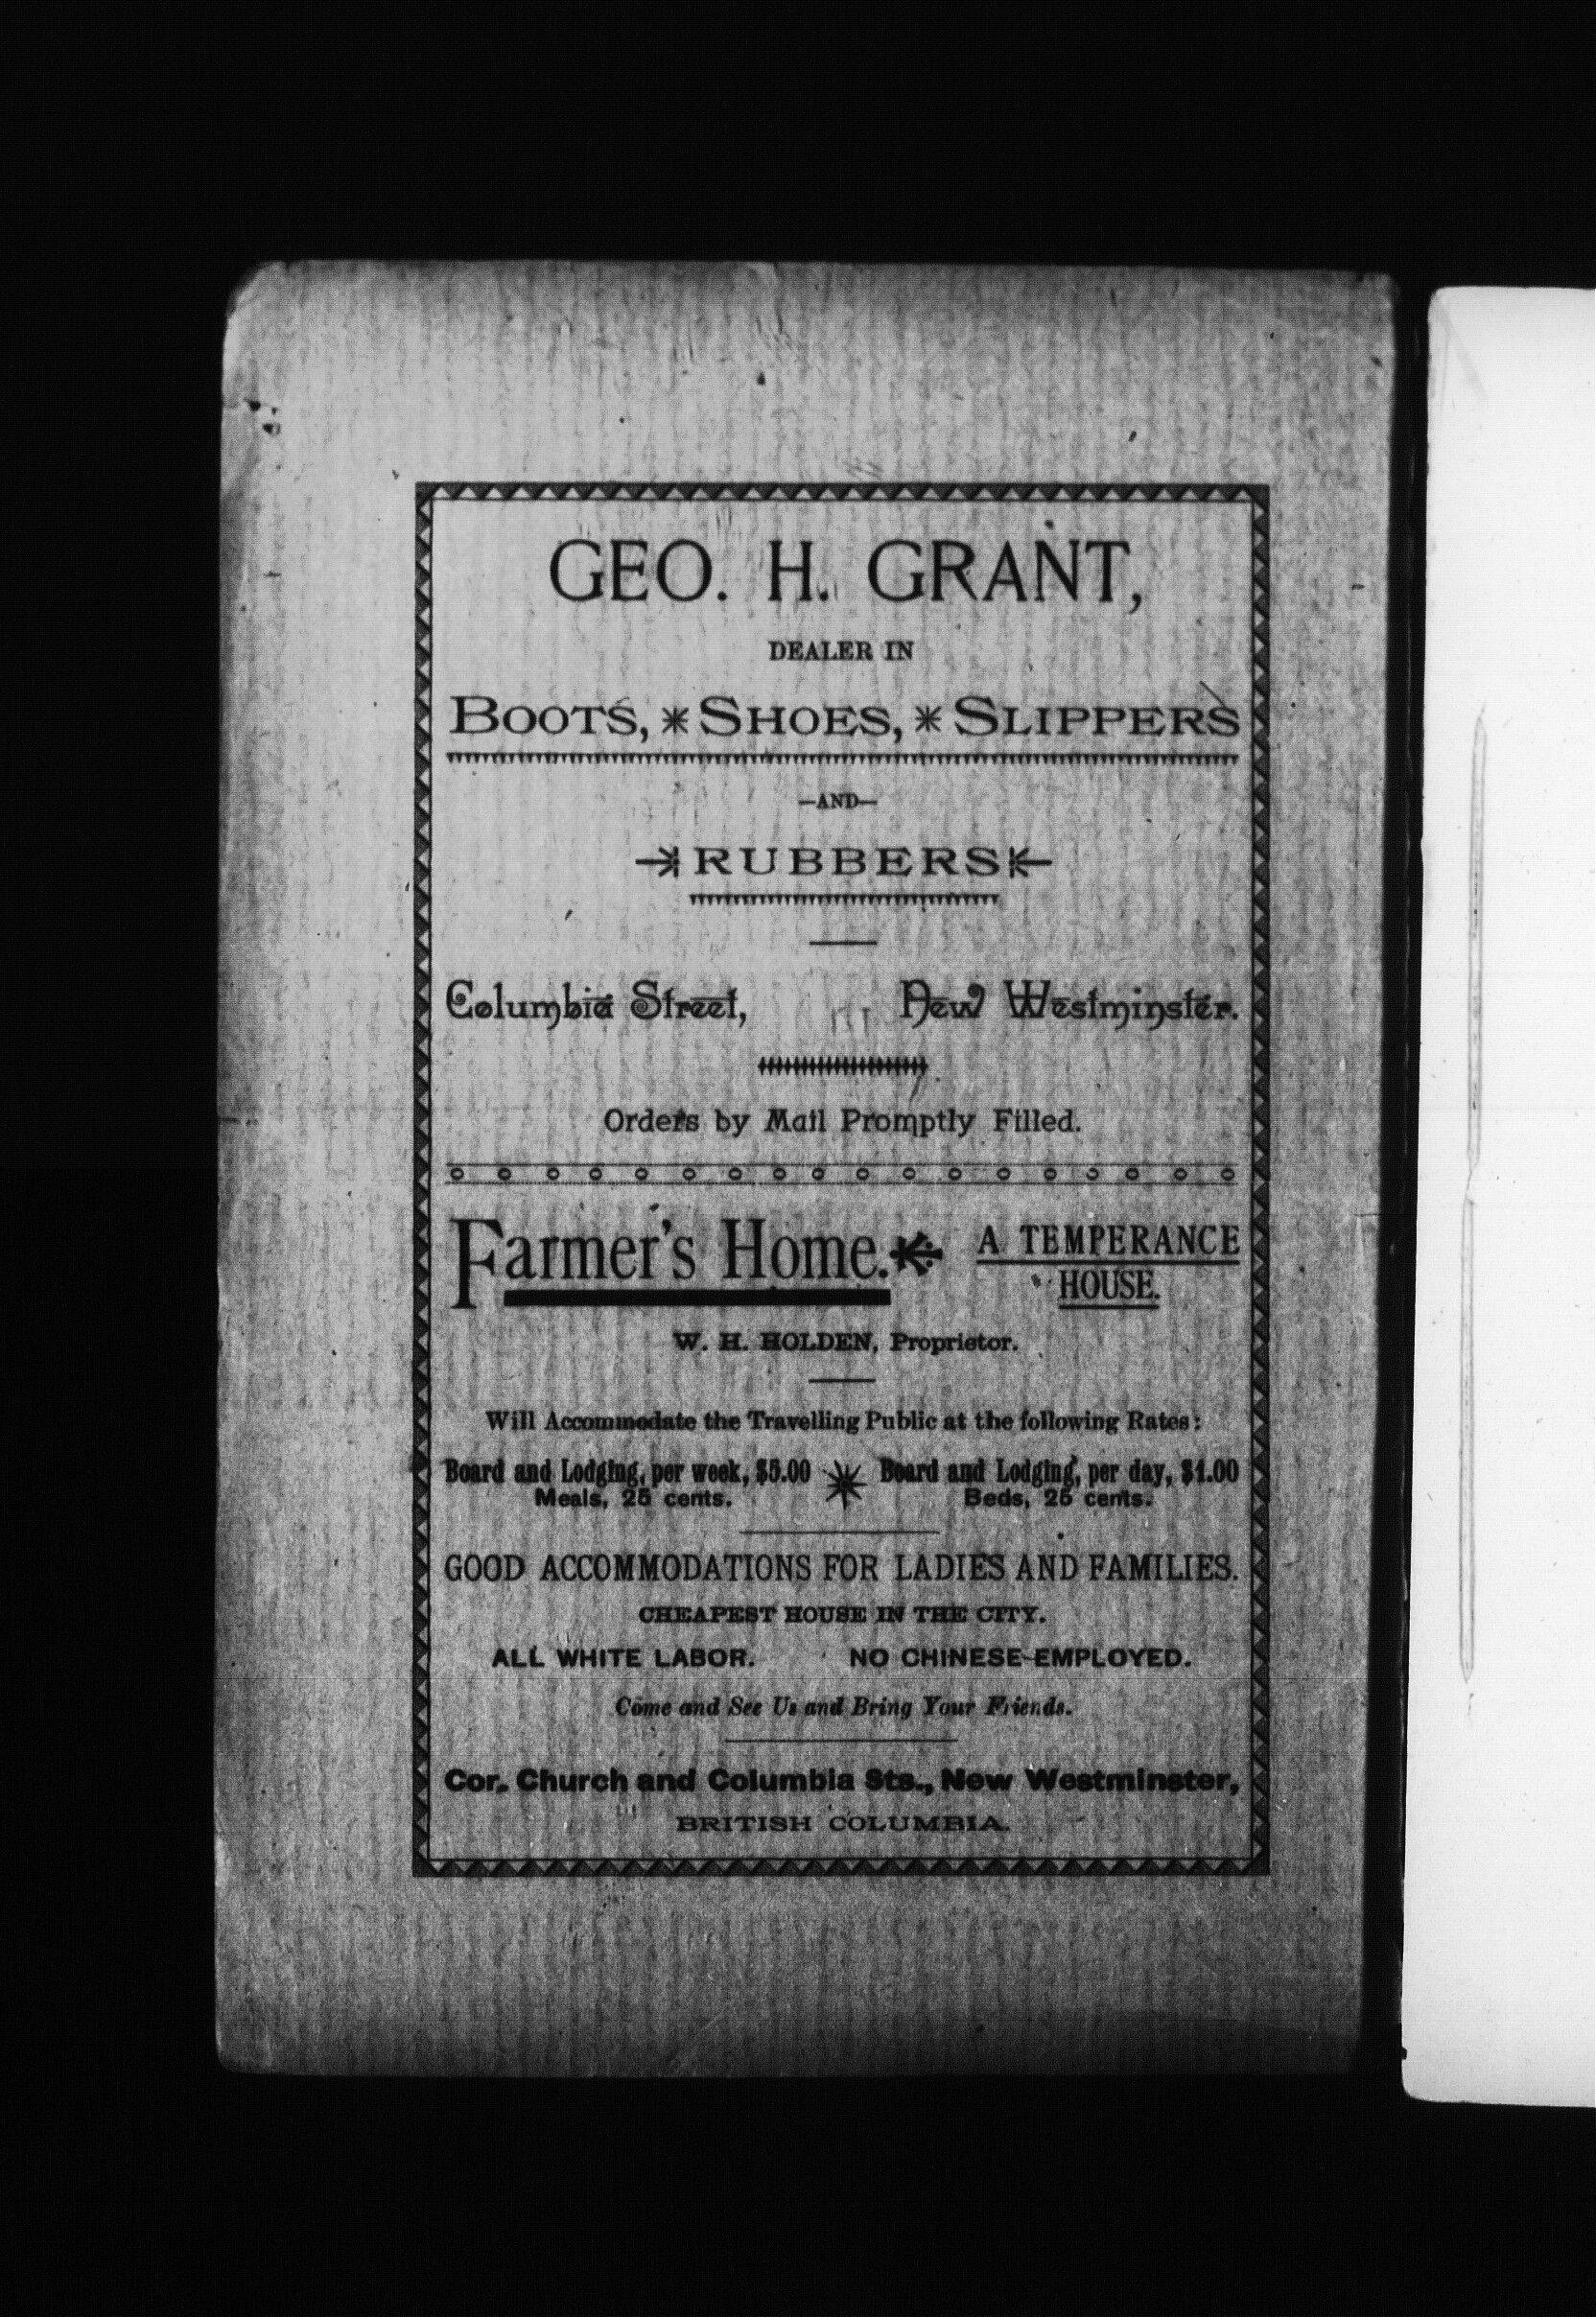 GEO. H. GRANT,
DEALER IN
BOOTS, SHOES, SLIPPERS
—AND—
RUBBERS
Columbia Street, New Westminster.
Orders by Mail Promptly Filled.
Farmer's Home. A TEMPERANCE
HOUSE.
W. H. HOLDEN, Proprietor.
Will Accommodate the Travelling Public at the following Rates:
Board and Lodging, per week, $5.00 Board and Lodging, per day, $1.00
Meals, 25 cents. Beds, 25 cents.
GOOD ACCOMMODATIONS FOR LADIES AND FAMILIES.
CHEAPEST HOUSE IN THE CITY.
ALL WHITE LABOR. NO CHINESE EMPLOYED.
Come and See Us and Bring Your Friends.
Cor. Church and Columbia Sts., New Westminster,
BRITISH COLUMBIA.